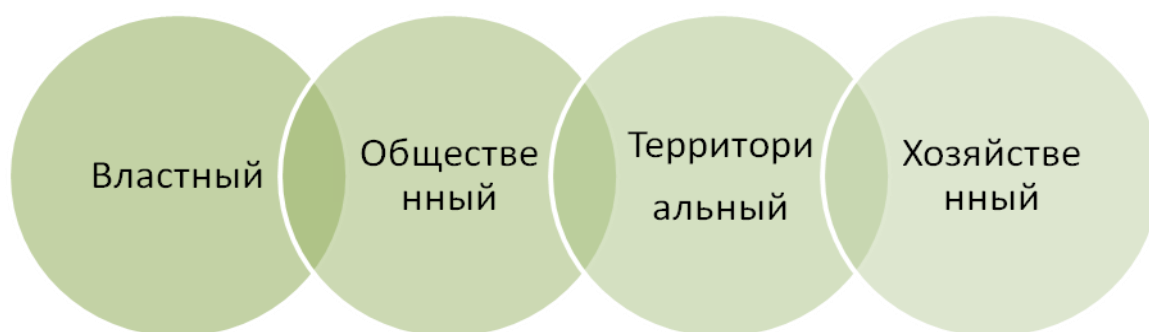 Властный
Обществе
нный
Территори
альный
Хозяйстве
нный